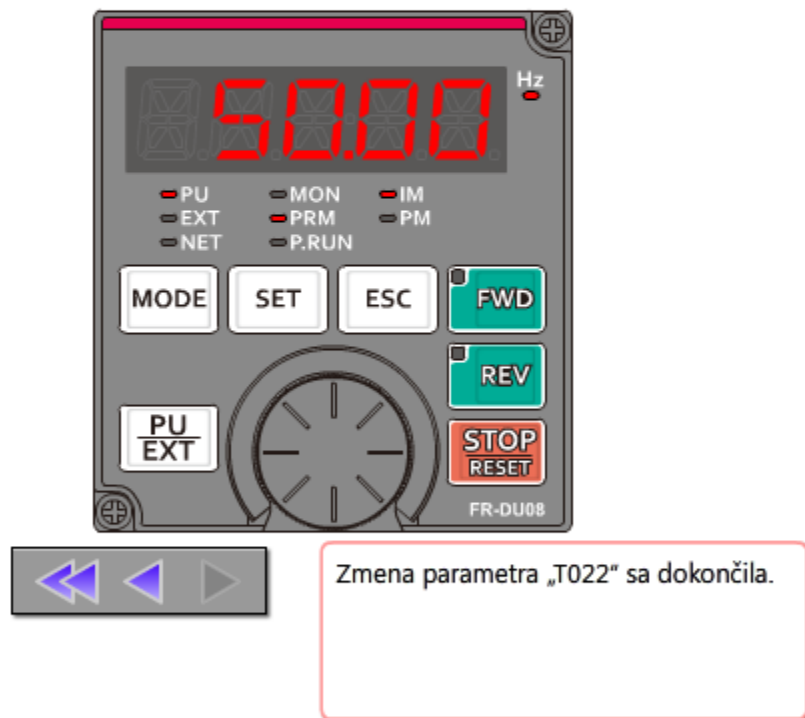 50.00
Hz
PU MON IM
EXT PRM PM
NET P.RUN
MODE SET ESC FWD
REV
PU
EXT
STOP
RESET
FR-DU08
Zmena parametra „T022“ sa dokončila.